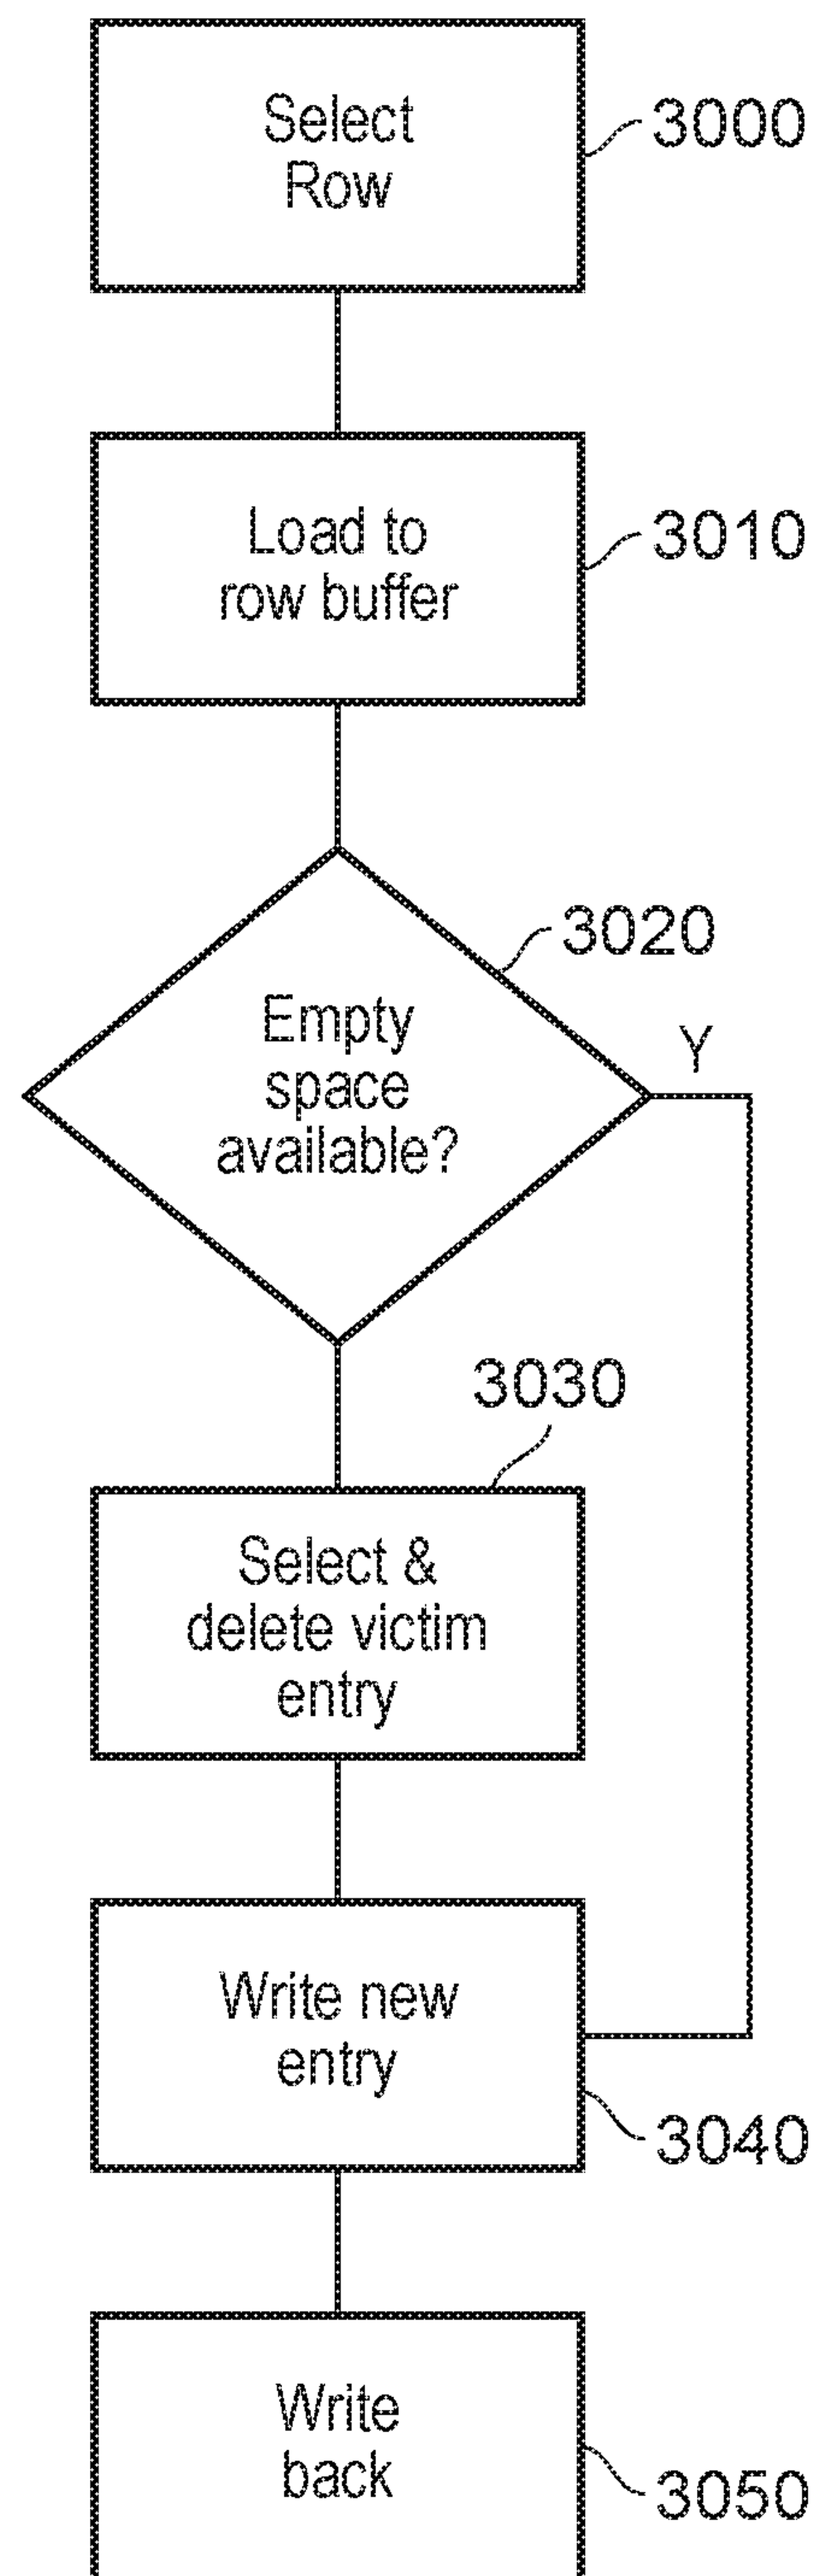 Select
Row
3000
Load to
row buffer
3010
3020
Empty
space
available?
Y
3030
Select &
delete victim
entry
Write new
entry
3040
Write
back
3050